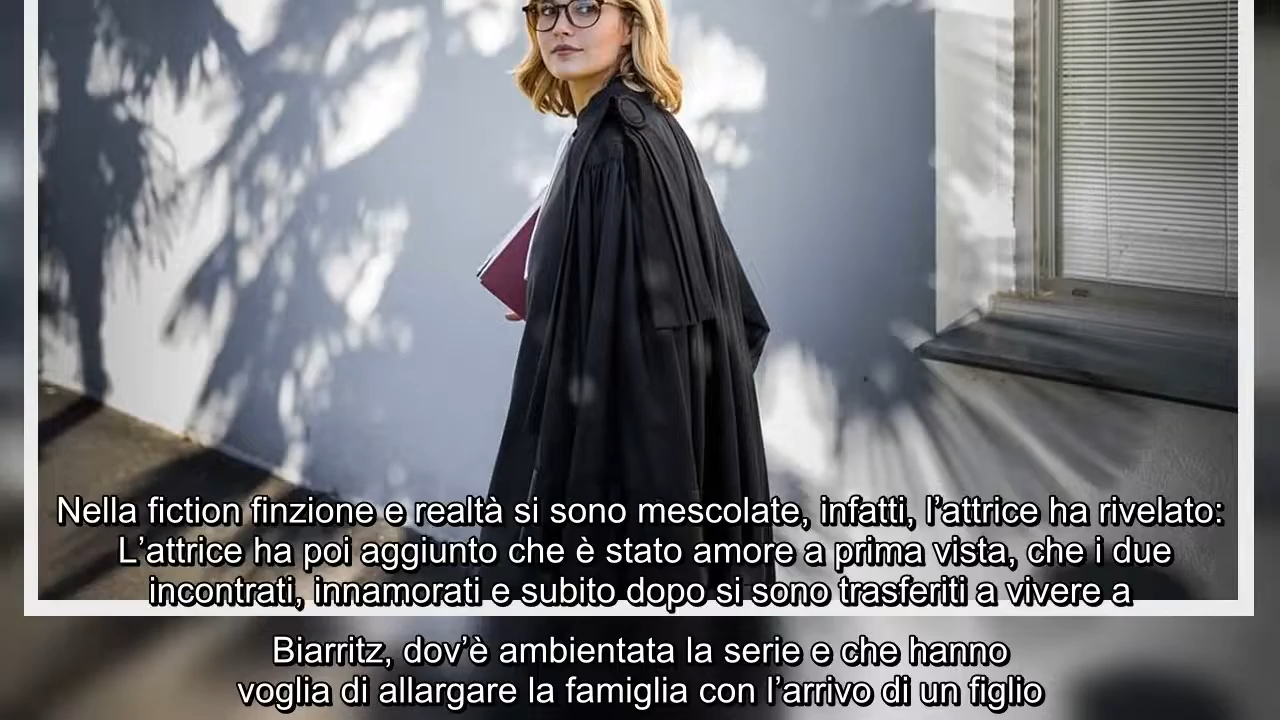 Nella fiction finzione e realtà si sono mescolate, infatti, l’attrice ha rivelato:
L’attrice ha poi aggiunto che è stato amore a prima vista, che i due
incontrati, innamorati e subito dopo si sono trasferiti a vivere a
Biarritz, dov’è ambientata la serie e che hanno
voglia di allargare la famiglia con l’arrivo di un figlio